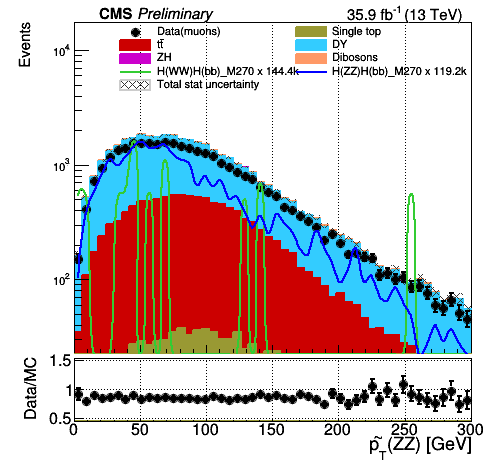 CMS Preliminary 35.9 fb⁻¹ (13 TeV)
Events
10⁴
10³
10²
Data(muons) Single top
tt̄ DY
ZH Dibosons
H(WW)H(bb)_M270 x 144.4k H(ZZ)H(bb)_M270 x 119.2k
Total stat uncertainty
Data/MC
1.5
1
0.5
0 50 100 150 200 250 300
p̃_T(ZZ) [GeV]